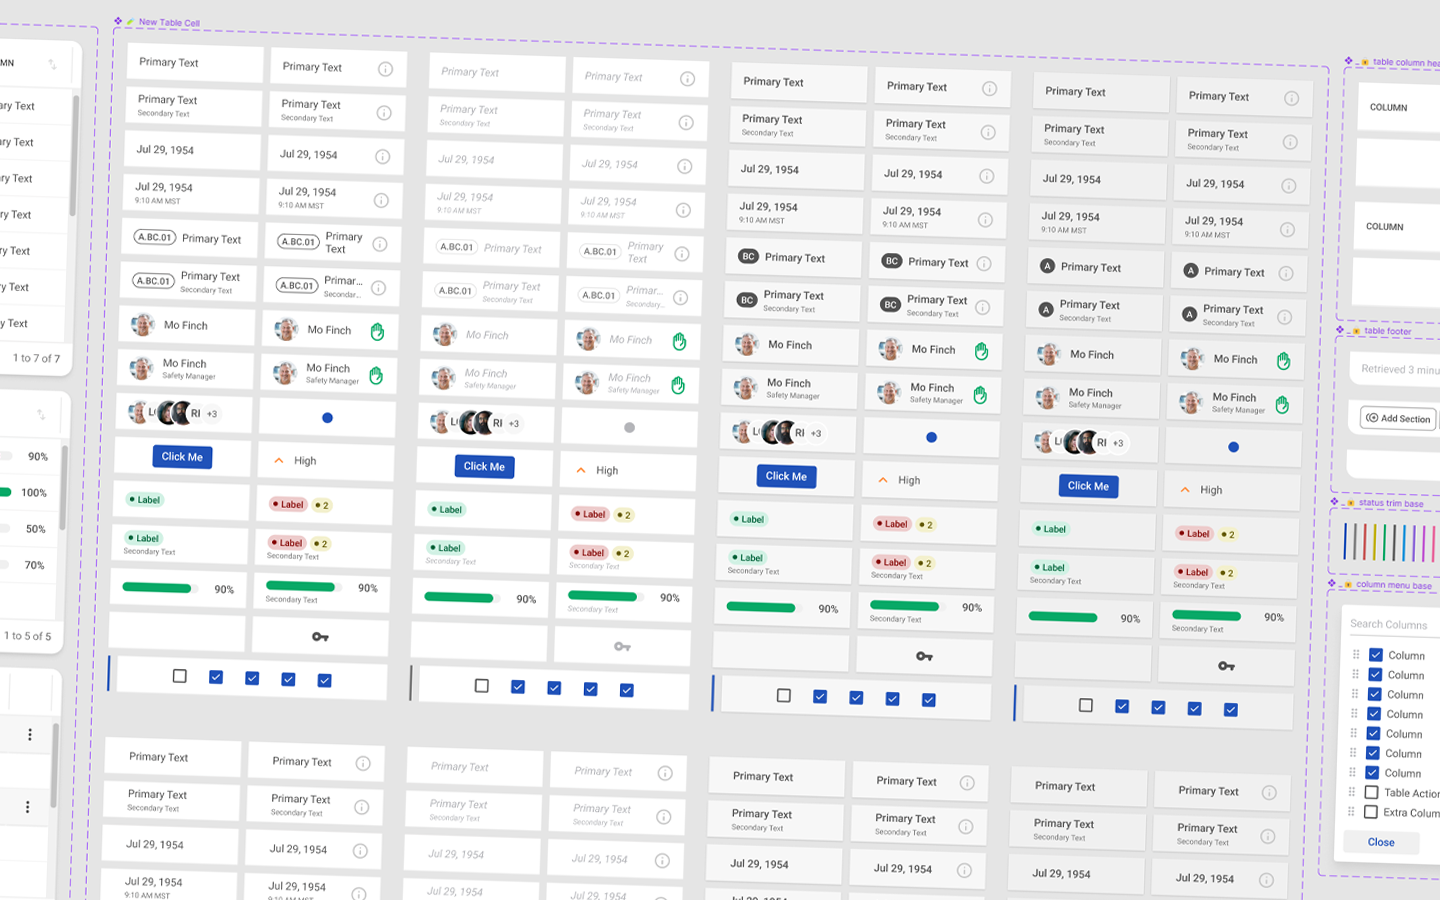 New Table Cell
Primary Text
Primary Text
Primary Text
Secondary Text
Primary Text
Secondary Text
Jul 29, 1954
Jul 29, 1954
Jul 29, 1954
9:10 AM MST
Jul 29, 1954
9:10 AM MST
A.BC.01 Primary Text
A.BC.01 Primary
Text
A.BC.01 Primary Text
Secondary Text
A.BC.01 Primar...
Secondar...
Mo Finch
Mo Finch
Mo Finch
Safety Manager
Mo Finch
Safety Manager
+3
Click Me
High
Label
Label 2
Label
Secondary Text
Label 2
Secondary Text
90%
90%
Secondary Text
Primary Text
Primary Text
Primary Text
Secondary Text
Primary Text
Secondary Text
Jul 29, 1954
Jul 29, 1954
Jul 29, 1954
9:10 AM MST
Jul 29, 1954
9:10 AM MST
A.BC.01 Primary Text
A.BC.01 Primary
Text
A.BC.01 Primary Text
Secondary Text
A.BC.01 Primar...
Secondary...
Mo Finch
Mo Finch
Mo Finch
Safety Manager
Mo Finch
Safety Manager
+3
Click Me
High
Label
Label 2
Label
Secondary Text
Label 2
Secondary Text
90%
90%
Secondary Text
Primary Text
Primary Text
Primary Text
Secondary Text
Primary Text
Secondary Text
Jul 29, 1954
Jul 29, 1954
Jul 29, 1954
9:10 AM MST
Jul 29, 1954
9:10 AM MST
BC Primary Text
BC Primary Text
BC Primary Text
Secondary Text
BC Primary Text
Secondary Text
Mo Finch
Mo Finch
Mo Finch
Safety Manager
Mo Finch
Safety Manager
+3
Click Me
High
Label
Label 2
Label
Secondary Text
Label 2
Secondary Text
90%
90%
Secondary Text
Primary Text
Primary Text
Primary Text
Secondary Text
Primary Text
Secondary Text
Jul 29, 1954
Jul 29, 1954
Jul 29, 1954
9:10 AM MST
Jul 29, 1954
9:10 AM MST
A Primary Text
A Primary Text
A Primary Text
Secondary Text
A Primary Text
Secondary Text
Mo Finch
Mo Finch
Mo Finch
Safety Manager
Mo Finch
Safety Manager
+3
Click Me
High
Label
Label 2
Label
Secondary Text
Label 2
Secondary Text
90%
90%
Secondary Text
Primary Text
Primary Text
Primary Text
Secondary Text
Primary Text
Secondary Text
Jul 29, 1954
Jul 29, 1954
Jul 29, 1954
9:10 AM MST
Jul 29, 1954
Primary Text
Primary Text
Primary Text
Secondary Text
Primary Text
Secondary Text
Jul 29, 1954
Jul 29, 1954
Jul 29, 1954
Jul 29, 1954
Primary Text
Primary Text
Primary Text
Secondary Text
Primary Text
Secondary Text
Jul 29, 1954
Jul 29, 1954
Primary Text
Primary Text
Primary Text
Secondary Text
Primary Text
Secondary Text
Jul 29, 1954
Jul 29, 1954
MN
ary Text
ary Text
ry Text
ry Text
ry Text
ry Text
y Text
1 to 7 of 7
90%
100%
50%
70%
1 to 5 of 5
table column hea
COLUMN
COLUMN
table footer
Retrieved 3 minu
Add Section
status trim base
column menu base
Search Columns
Column
Column
Column
Column
Column
Column
Column
Table Action
Extra Colum
Close